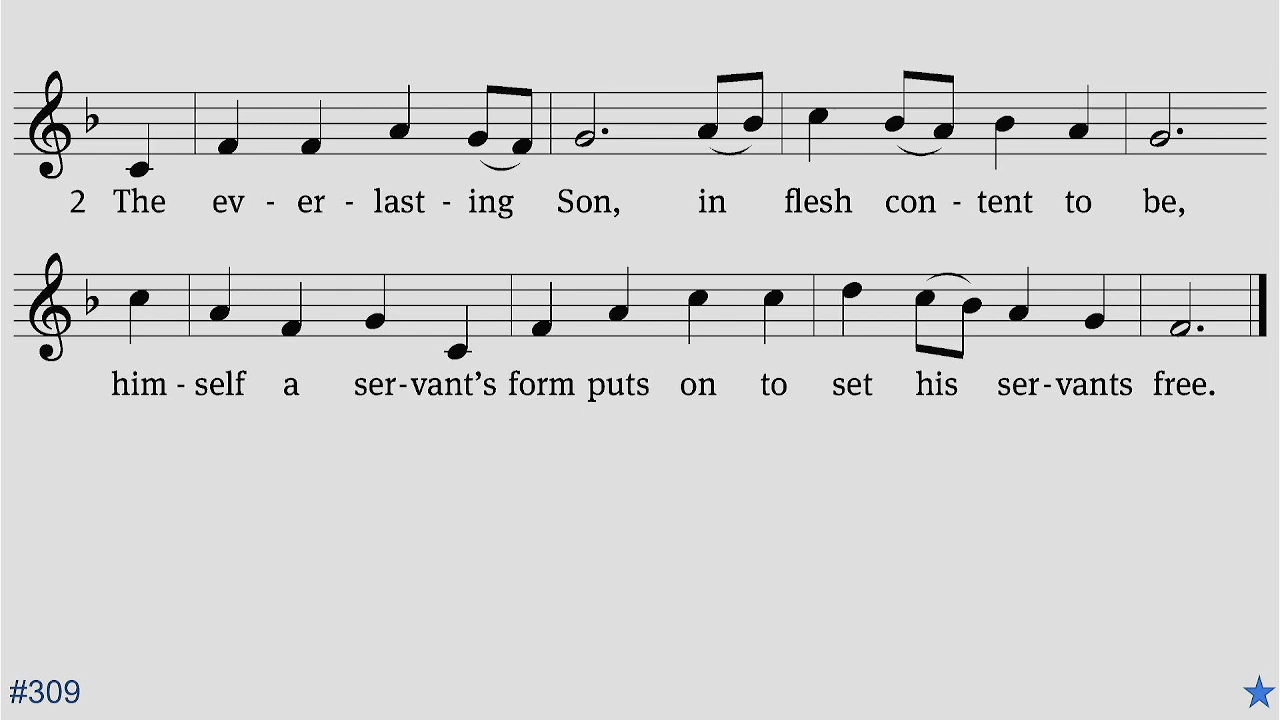 2 The ev - er - last - ing Son, in flesh con - tent to be,
him - self a ser - vant’s form puts on to set his ser - vants free.
#309